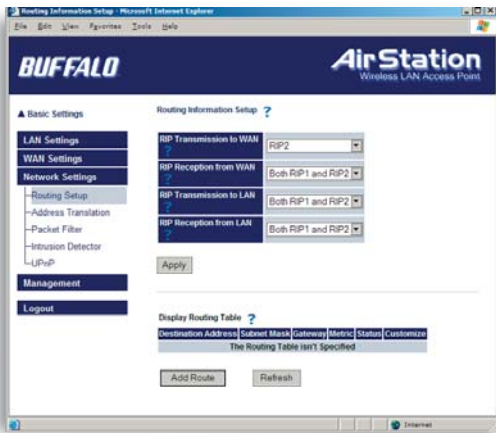 Routing Information Setup - Microsoft Internet Explorer
File Edit View Favorites Tools Help
BUFFALO
AirStation
Wireless LAN Access Point
▲ Basic Settings
LAN Settings
WAN Settings
Network Settings
Routing Setup
Address Translation
Packet Filter
Intrusion Detector
UPnP
Management
Logout
Routing Information Setup ?
RIP Transmission to WAN ? RIP2
RIP Reception from WAN ? Both RIP1 and RIP2
RIP Transmission to LAN ? Both RIP1 and RIP2
RIP Reception from LAN ? Both RIP1 and RIP2
Apply
Display Routing Table ?
Destination Address Subnet Mask Gateway Metric Status Customize
The Routing Table isn't Specified
Add Route Refresh
Internet